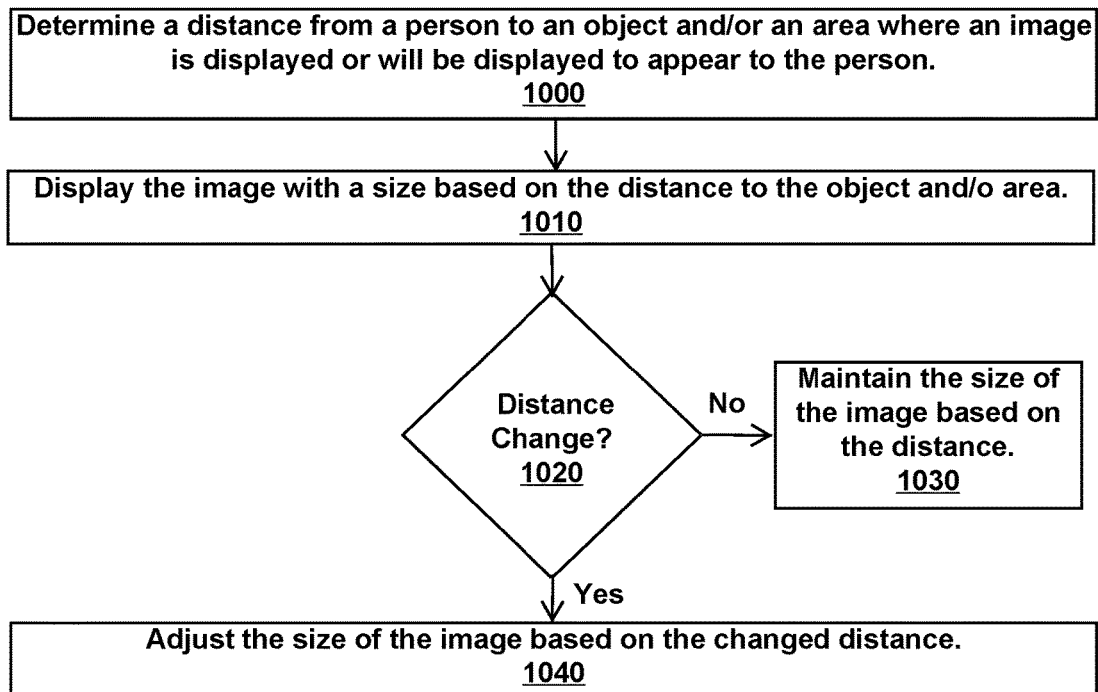 Determine a distance from a person to an object and/or an area where an image
is displayed or will be displayed to appear to the person.
1000
Display the image with a size based on the distance to the object and/o area.
1010
Distance
Change?
1020
No
Maintain the size of
the image based on
the distance.
1030
Yes
Adjust the size of the image based on the changed distance.
1040